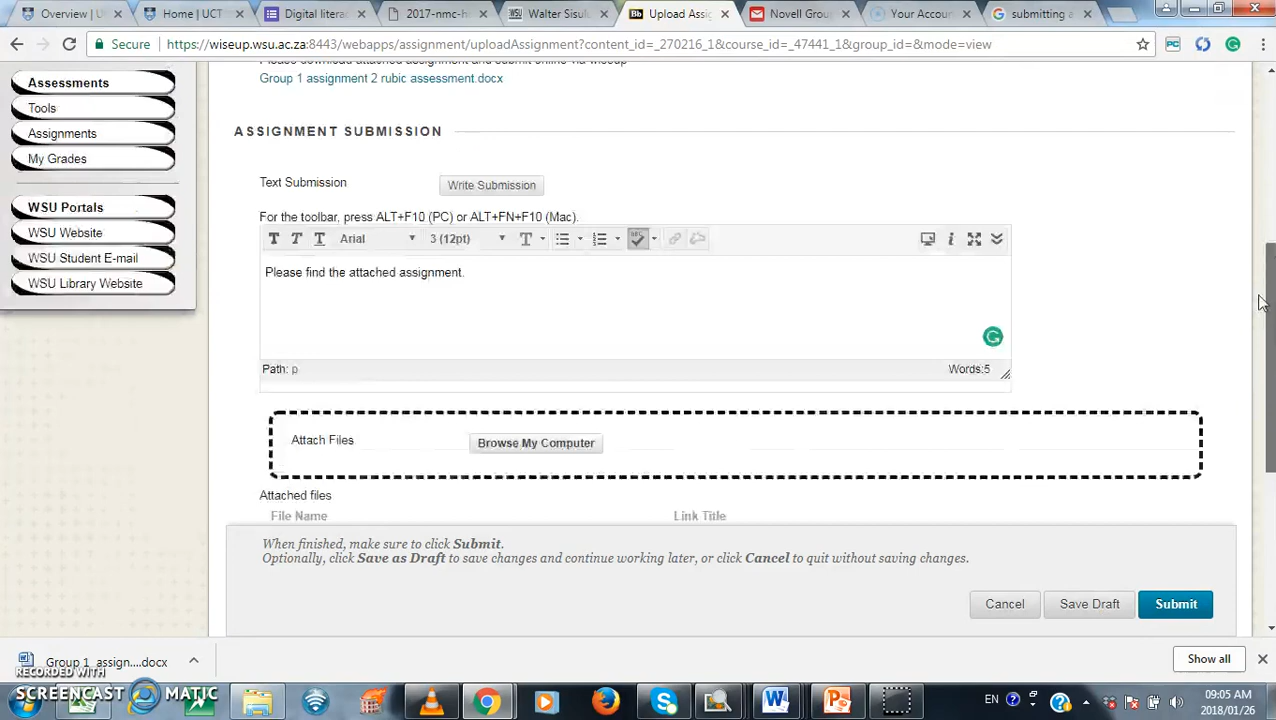 Overview | U
Home | UCT
Digital litera
2017-nmc-h
WSU Walter Sisulu
Bb Upload Assig
Novell Grou
Your Accoun
submitting a
Secure https://wiseup.wsu.ac.za:8443/webapps/assignment/uploadAssignment?content_id=_270216_1&course_id=_47441_1&group_id=&mode=view
Please download attached assignment and submit online via wiseup
Group 1 assignment 2 rubic assessment.docx
Assessments
Tools
Assignments
My Grades
WSU Portals
WSU Website
WSU Student E-mail
WSU Library Website
ASSIGNMENT SUBMISSION
Text Submission Write Submission
For the toolbar, press ALT+F10 (PC) or ALT+FN+F10 (Mac).
T T T Arial 3 (12pt) T
Please find the attached assignment.
Path: p Words:5
Attach Files Browse My Computer
Attached files
File Name Link Title
When finished, make sure to click Submit.
Optionally, click Save as Draft to save changes and continue working later, or click Cancel to quit without saving changes.
Cancel Save Draft Submit
Group 1 assign....docx
Show all
RECORDED WITH
SCREENCAST MATIC
EN
09:05 AM
2018/01/26